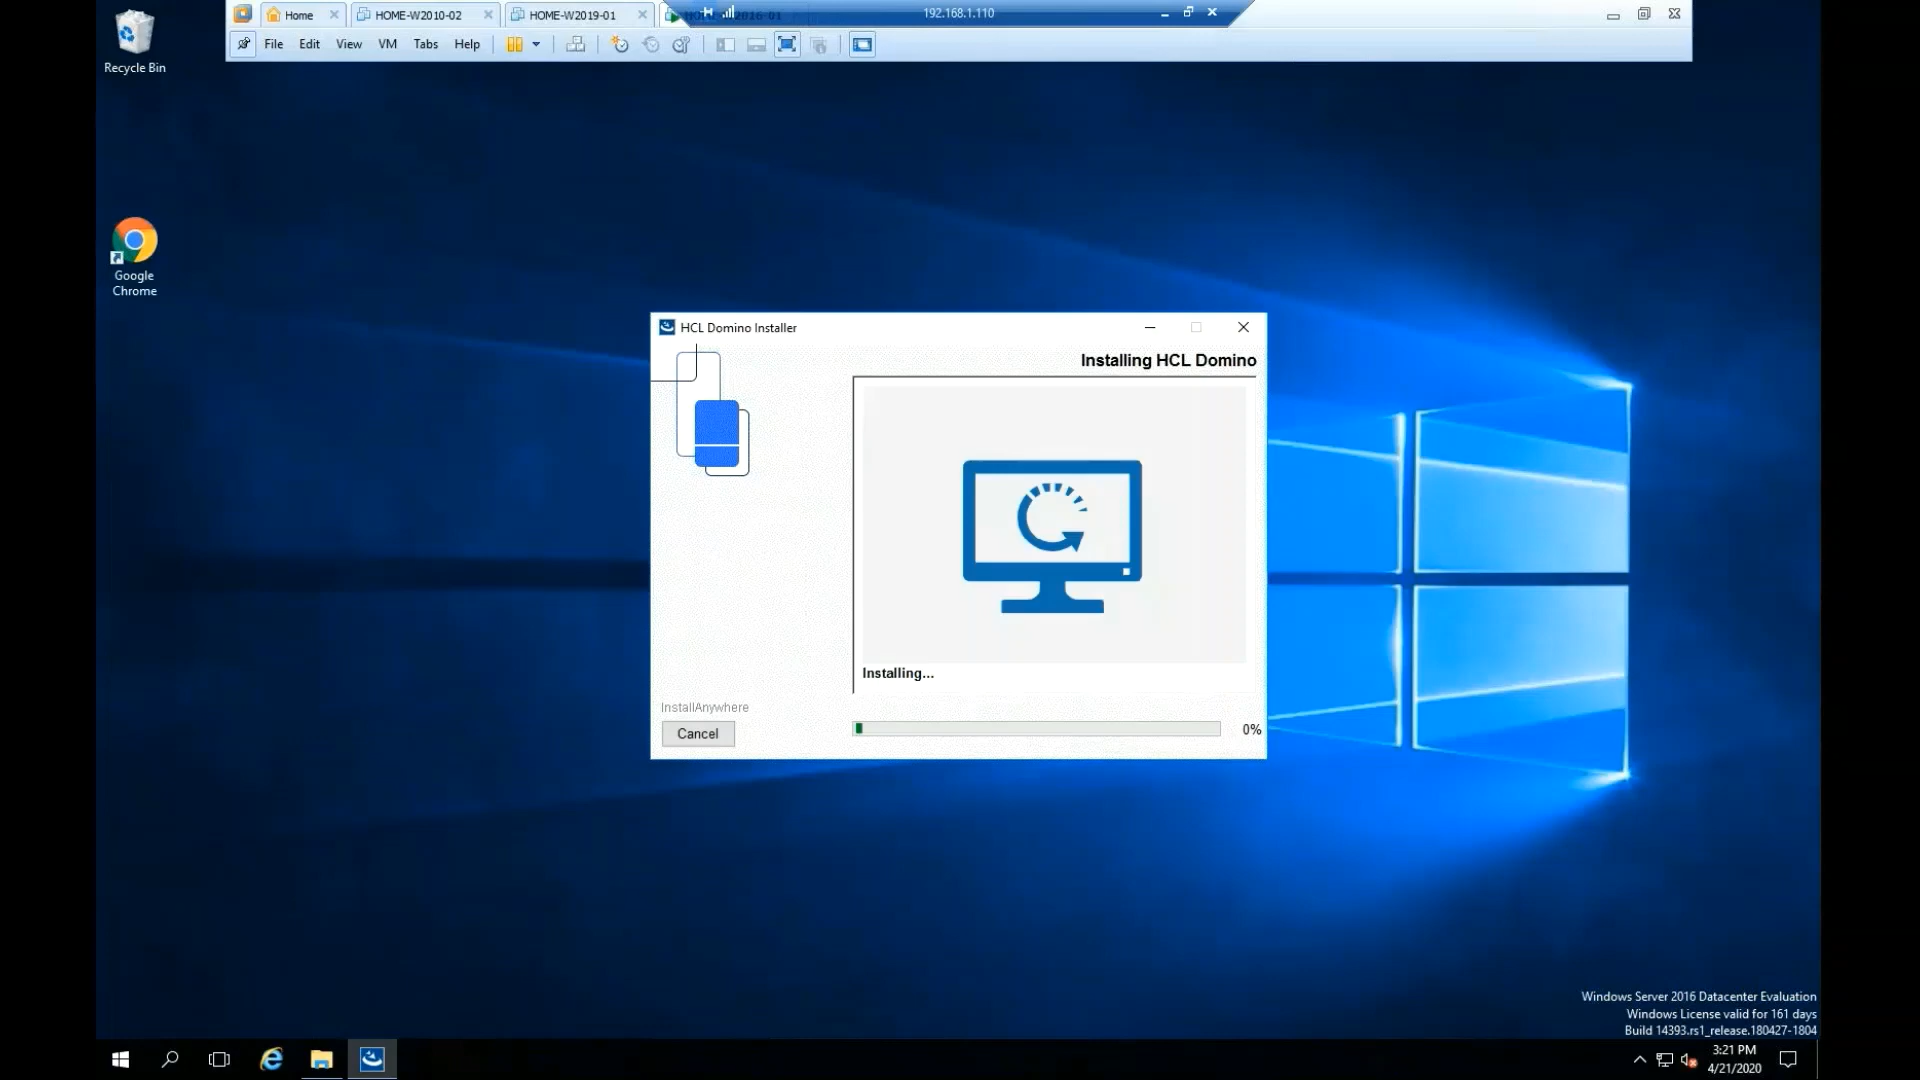 Home
HOME-W2010-02
HOME-W2019-01
192.168.1.110
File Edit View VM Tabs Help
Recycle Bin
Google
Chrome
HCL Domino Installer
Installing HCL Domino
Installing...
InstallAnywhere
Cancel
0%
Windows Server 2016 Datacenter Evaluation
Windows License valid for 161 days
Build 14393.rs1_release.180427-1804
3:21 PM
4/21/2020